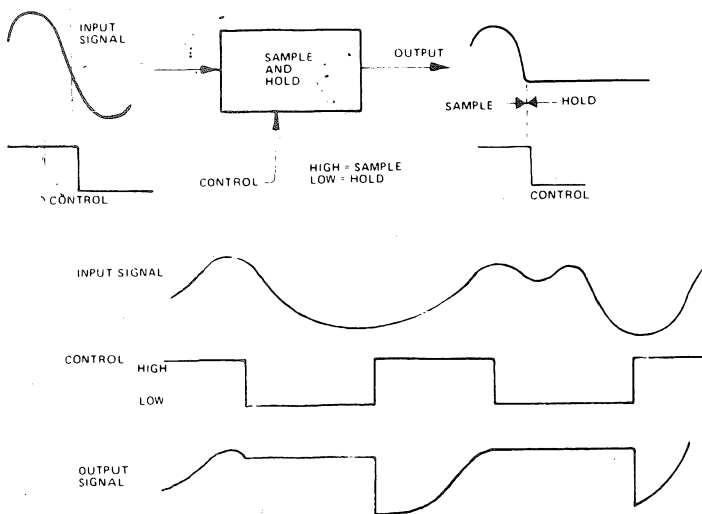 INPUT
SIGNAL
SAMPLE
AND
HOLD
OUTPUT
SAMPLE
HOLD
CONTROL
HIGH = SAMPLE
LOW = HOLD
CONTROL
CONTROL
INPUT SIGNAL
CONTROL
HIGH
LOW
OUTPUT
SIGNAL